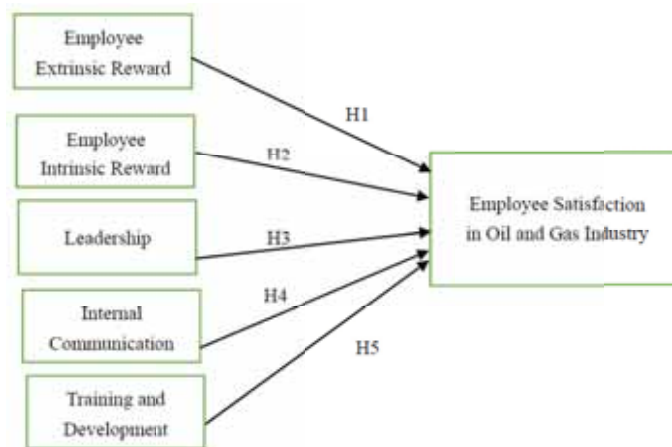 Employee
Extrinsic Reward
H1
Employee
Intrinsic Reward
H2
Employee Satisfaction
in Oil and Gas Industry
Leadership
H3
H4
Internal
Communication
H5
Training and
Development